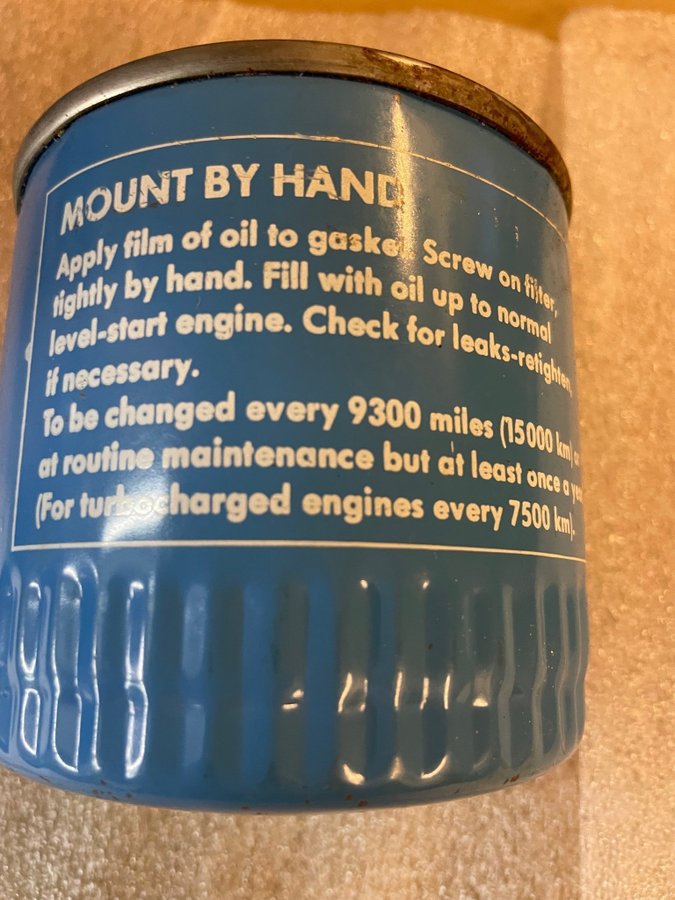 MOUNT BY HAND
Apply film of oil to gasket. Screw on filter,
tightly by hand. Fill with oil up to normal
level-start engine. Check for leaks-retighten,
if necessary.
To be changed every 9300 miles (15000 km) or
at routine maintenance but at least once a year
(For turbocharged engines every 7500 km).